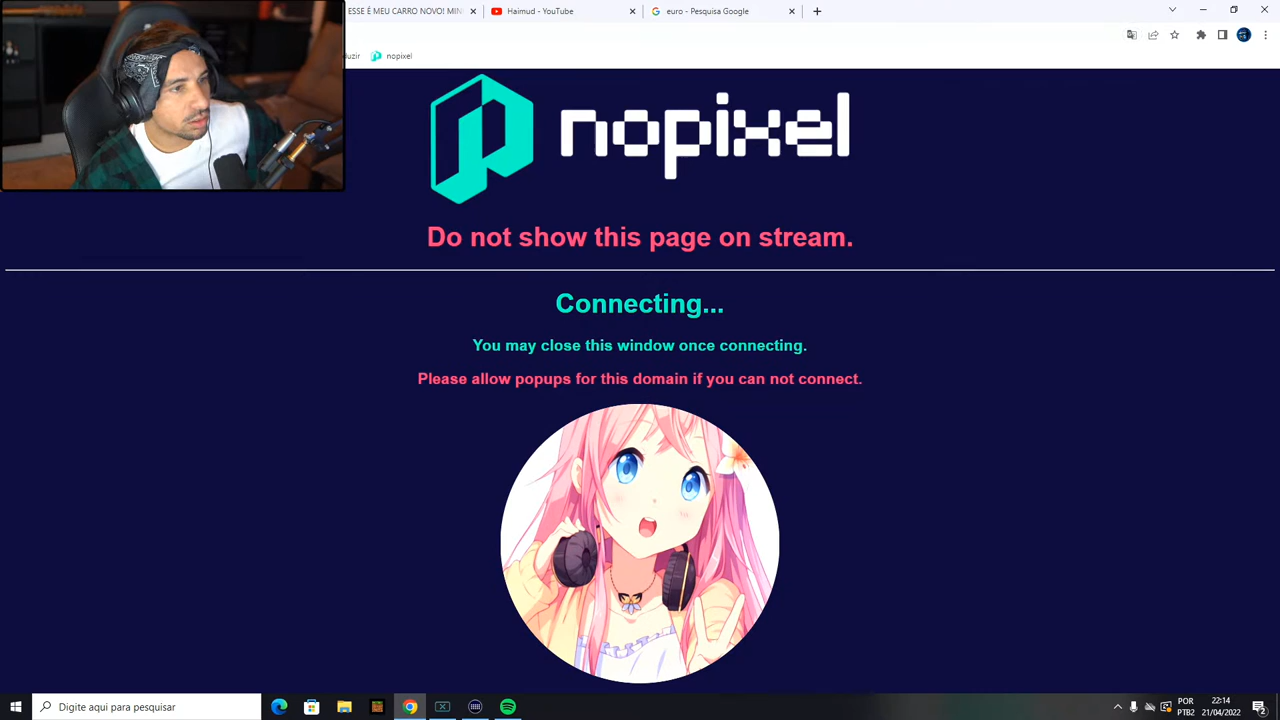 ESSE É MEU CARRO NOVO! MIN
Haimud - YouTube
euro - Pesquisa Google
duzir
nopixel
nopixel
Do not show this page on stream.
Connecting...
You may close this window once connecting.
Please allow popups for this domain if you can not connect.
Digite aqui para pesquisar
POR
PTB2
22:14
21/04/2022
2